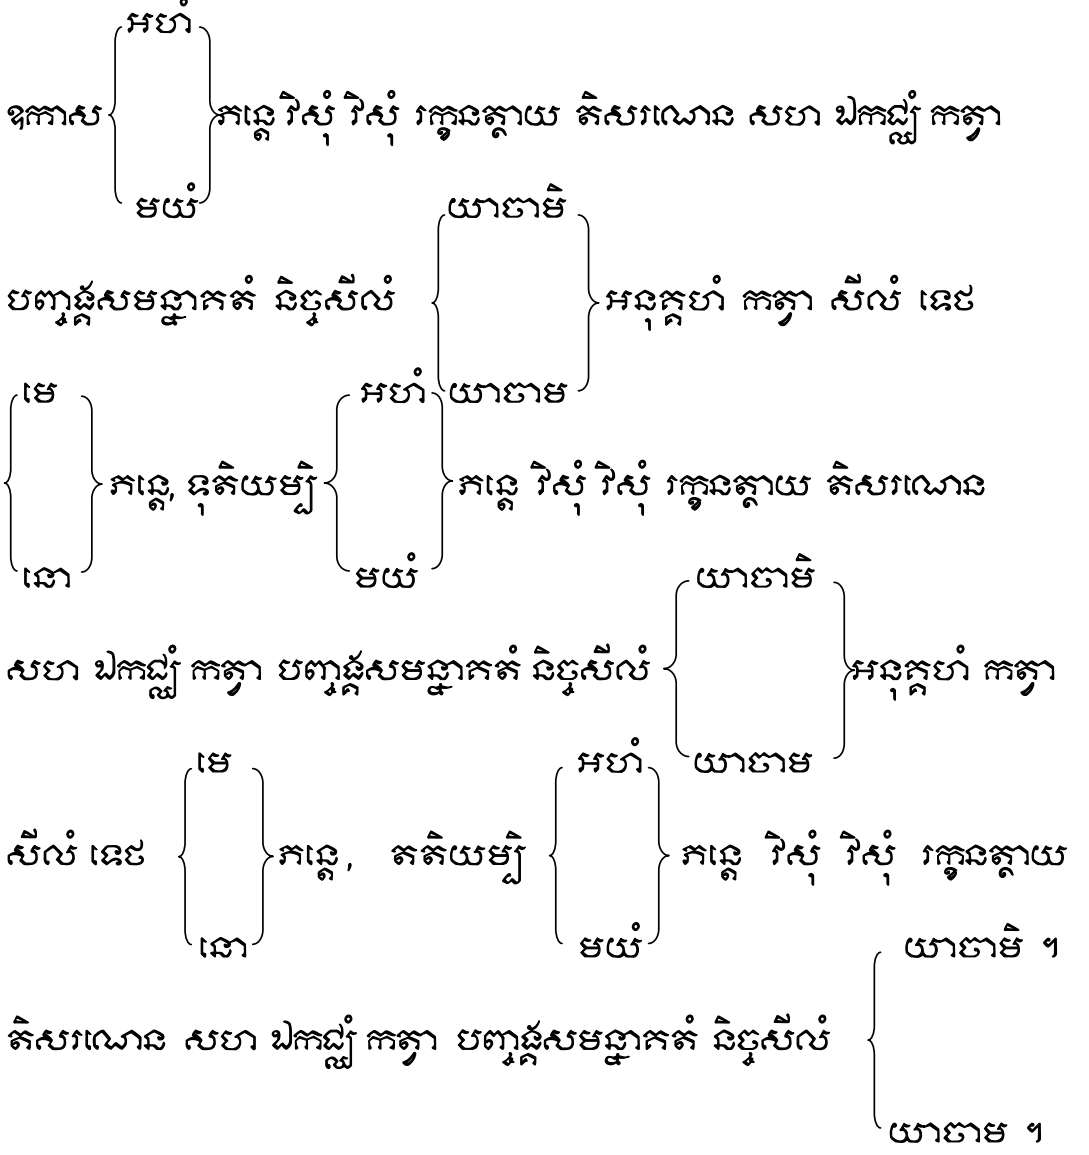 អហំ
ឧកាស ភន្តេ វិសុំ វិសុំ រក្ខនត្ថាយ តិសរណេន សហ ឯកជ្ឈំ កត្វា
មយំ យាចាមិ
បញ្ចង្គសមន្នាគតំ និច្ចសីលំ អនុគ្គហំ កត្វា សីលំ ទេថ
មេ អហំ យាចាម
ភន្តេ, ទុតិយម្បិ ភន្តេ វិសុំ វិសុំ រក្ខនត្ថាយ តិសរណេន
នោ មយំ យាចាមិ
សហ ឯកជ្ឈំ កត្វា បញ្ចង្គសមន្នាគតំ និច្ចសីលំ អនុគ្គហំ កត្វា
មេ អហំ យាចាម
សីលំ ទេថ ភន្តេ, តតិយម្បិ ភន្តេ វិសុំ វិសុំ រក្ខនត្ថាយ
នោ មយំ យាចាមិ ។
តិសរណេន សហ ឯកជ្ឈំ កត្វា បញ្ចង្គសមន្នាគតំ និច្ចសីលំ
យាចាម ។